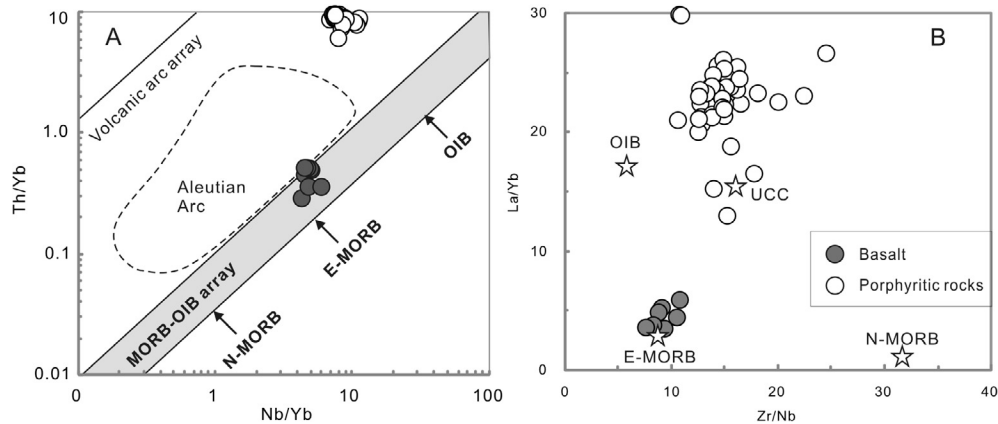 10
1.0
0.1
0.01
Th/Yb
0
1
10
100
Nb/Yb
A
Volcanic arc array
Aleutian
Arc
MORB-OIB array
OIB
E-MORB
N-MORB
30
20
10
0
La/Yb
0
10
20
30
40
Zr/Nb
B
OIB
UCC
Basalt
Porphyritic rocks
N-MORB
E-MORB